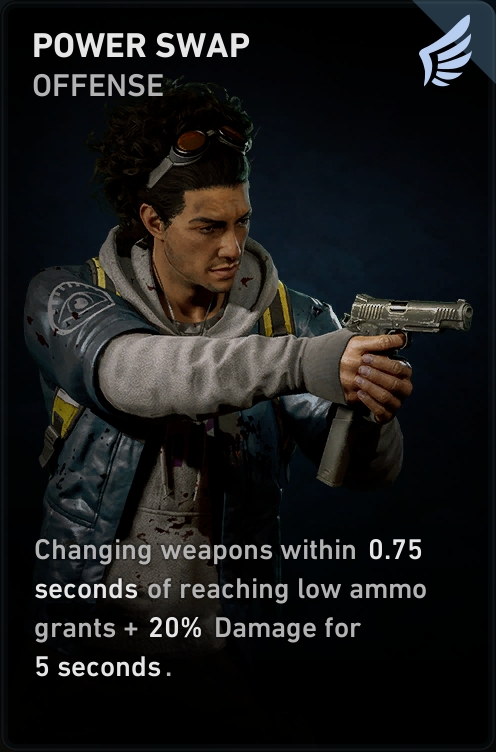 POWER SWAP
OFFENSE
Changing weapons within 0.75
seconds of reaching low ammo
grants + 20% Damage for
5 seconds.